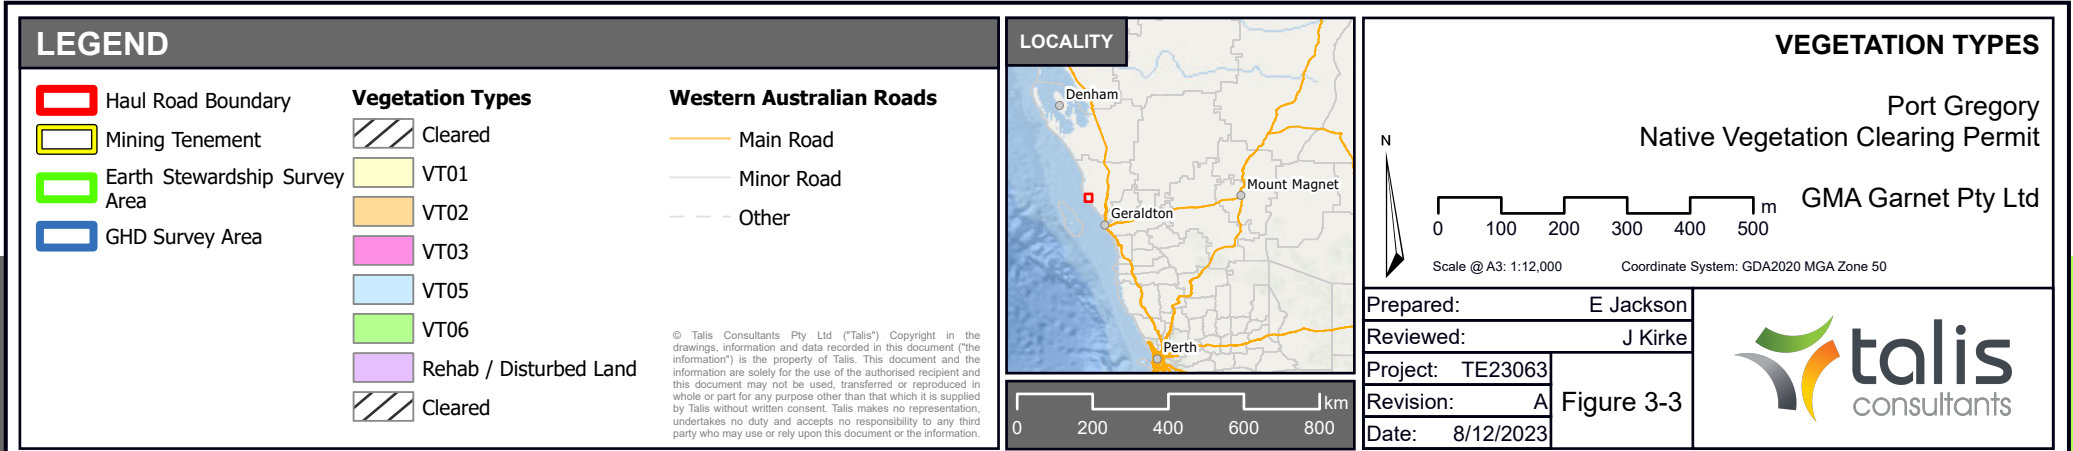 LEGEND
Haul Road Boundary
Mining Tenement
Earth Stewardship Survey
Area
GHD Survey Area
Vegetation Types
Cleared
VT01
VT02
VT03
VT05
VT06
Rehab / Disturbed Land
Cleared
Western Australian Roads
Main Road
Minor Road
Other
© Talis Consultants Pty Ltd ("Talis") Copyright in the
drawings, information and data recorded in this document ("the
information") is the property of Talis. This document and the
information are solely for the use of the authorised recipient and
this document may not be used, transferred or reproduced in
whole or part for any purpose other than that which it is supplied
by Talis without written consent. Talis makes no representation,
undertakes no duty and accepts no responsibility to any third
party who may use or rely upon this document or the information.
LOCALITY
Denham
Mount Magnet
Geraldton
Perth
km
0 200 400 600 800
VEGETATION TYPES
Port Gregory
Native Vegetation Clearing Permit
GMA Garnet Pty Ltd
N
m
0 100 200 300 400 500
Scale @ A3: 1:12,000
Coordinate System: GDA2020 MGA Zone 50
Prepared: E Jackson
Reviewed: J Kirke
Project: TE23063
Revision: A
Date: 8/12/2023
Figure 3-3
talis
consultants